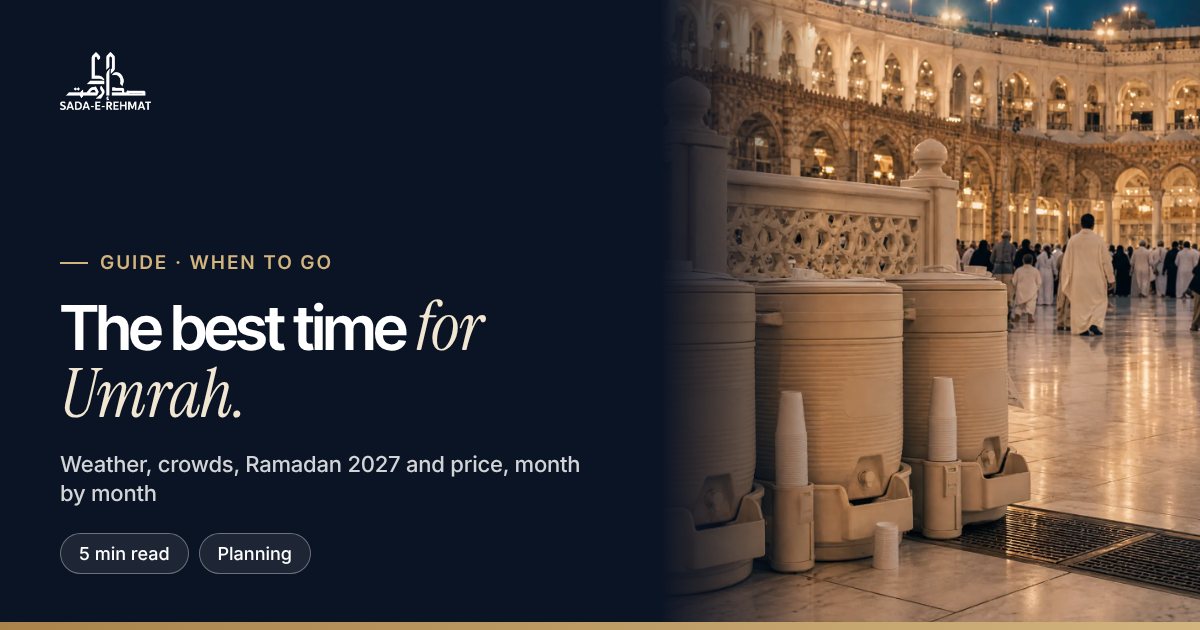 صدائے رحمت
SADA-E-REHMAT
GUIDE · WHEN TO GO
The best time for
Umrah.
Weather, crowds, Ramadan 2027 and price, month
by month
5 min read
Planning